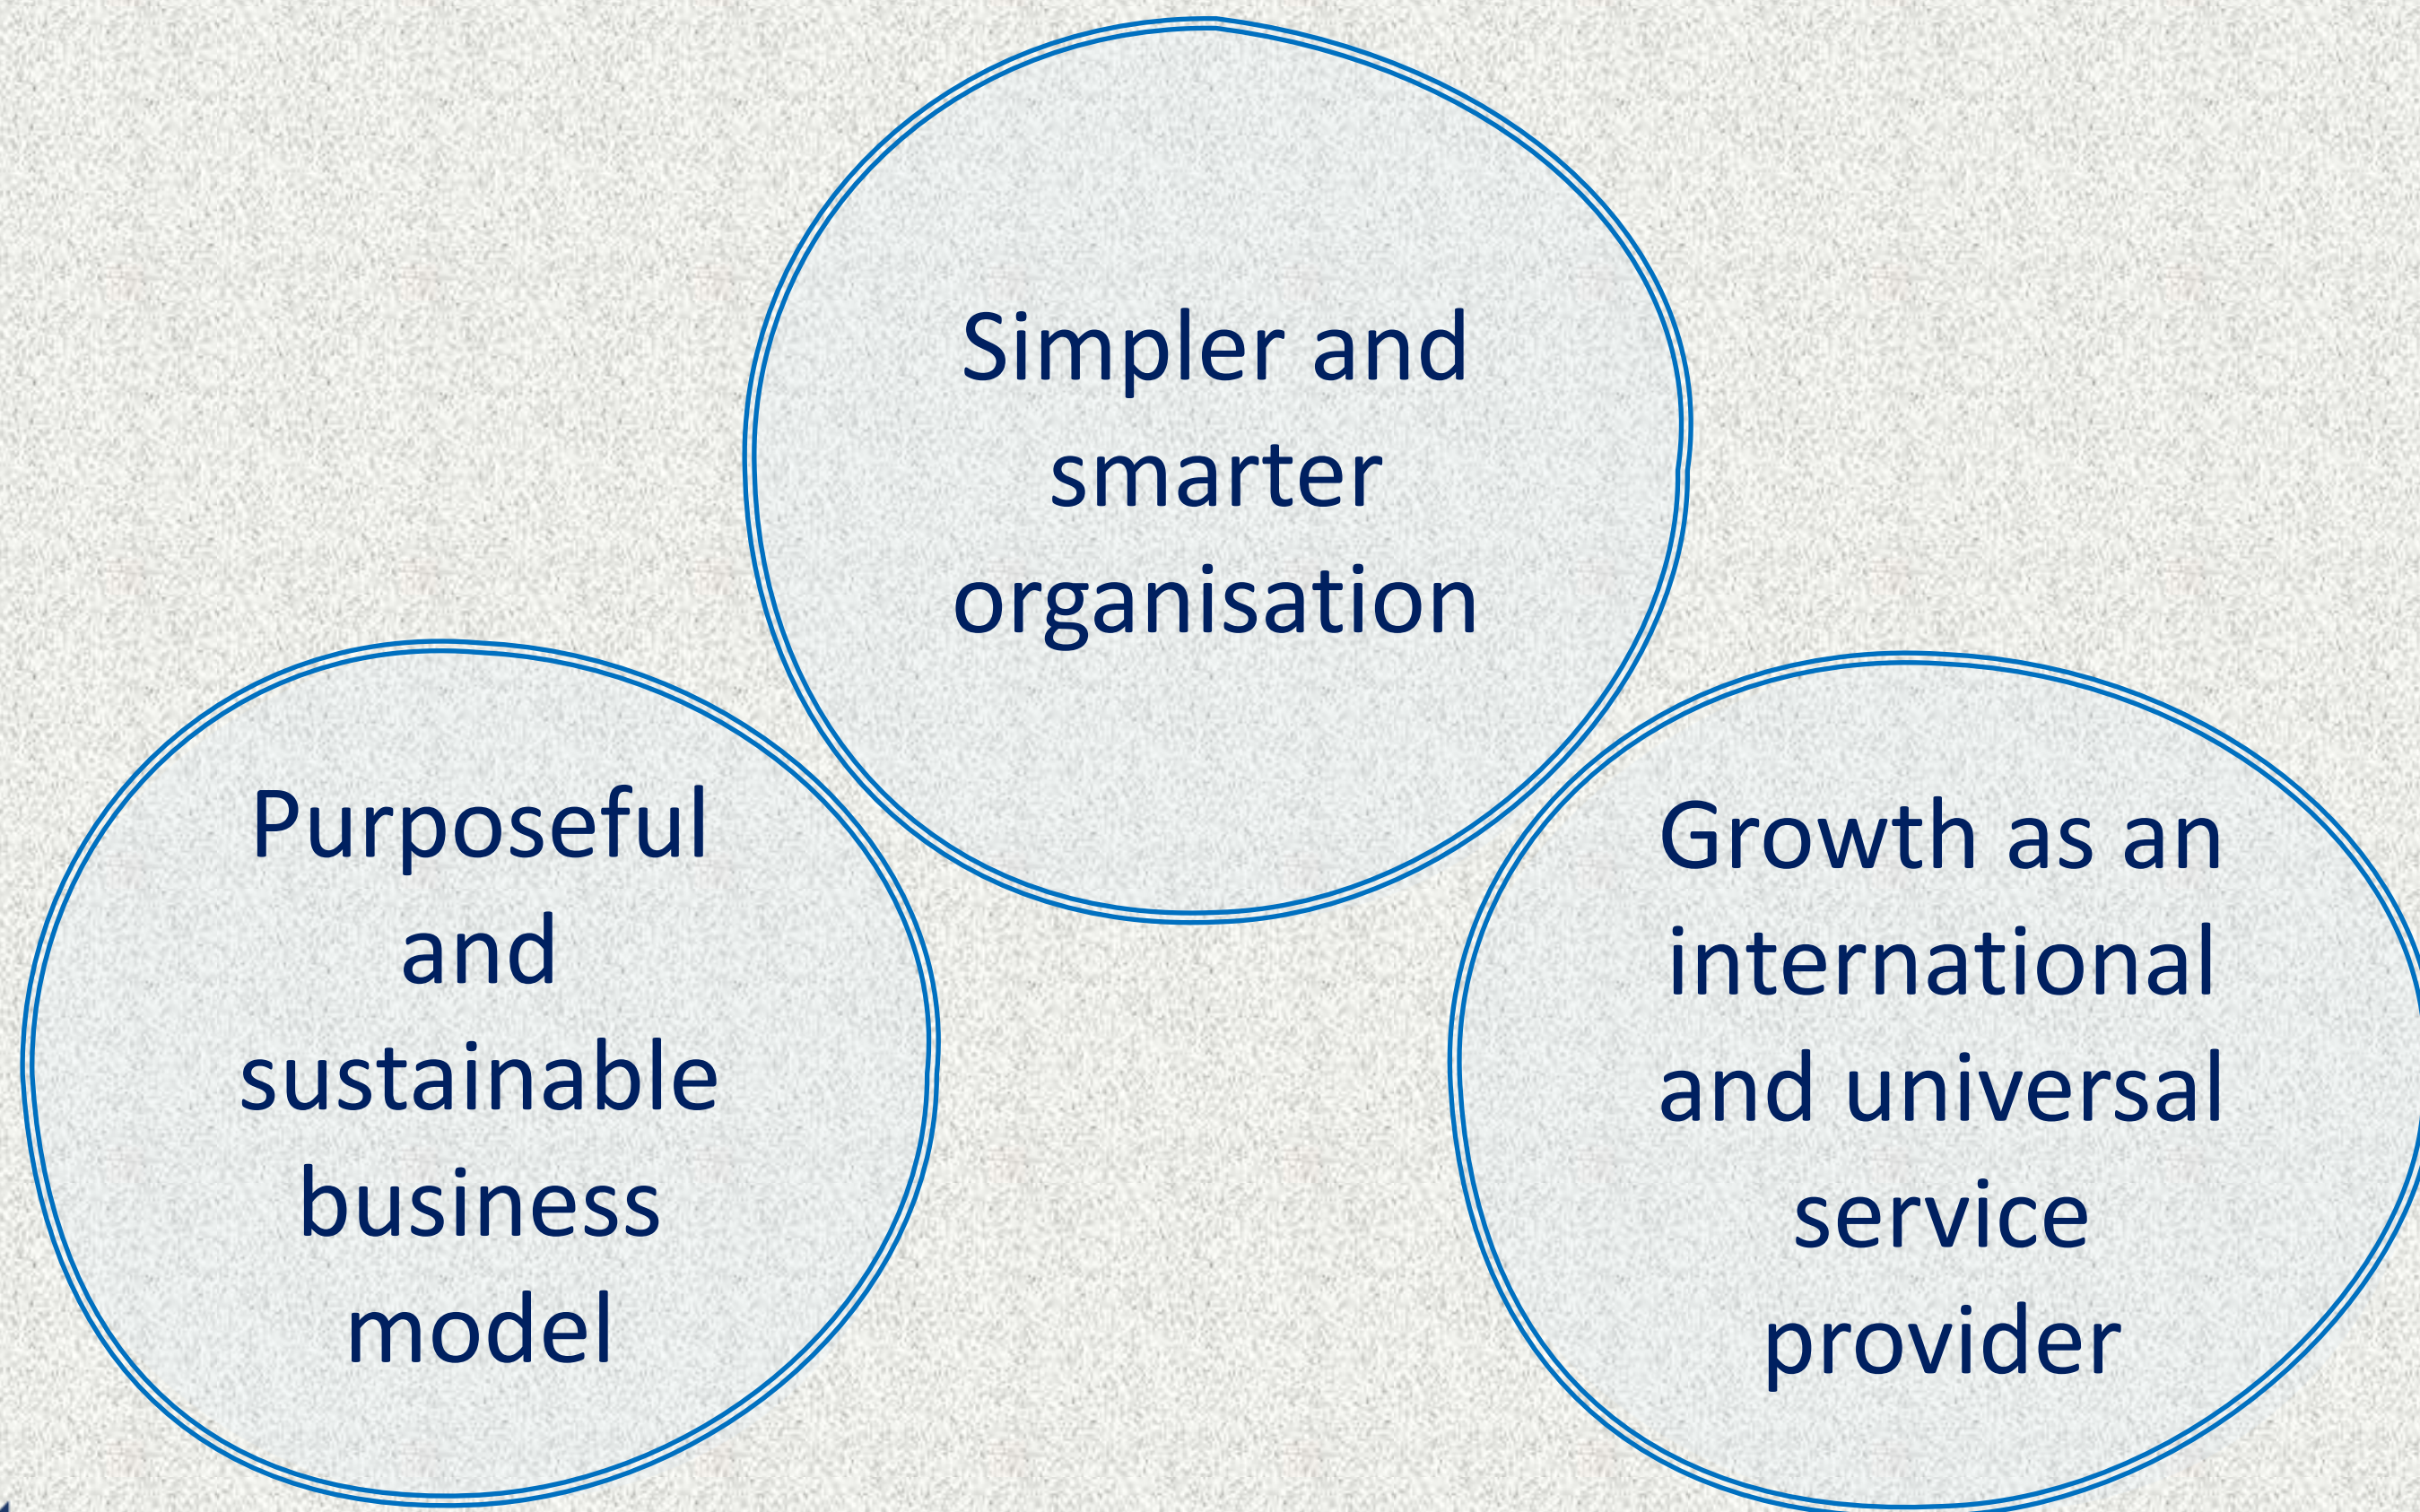 Simpler and
smarter
organisation
Purposeful
and
sustainable
business
model
Growth as an
international
and universal
service
provider